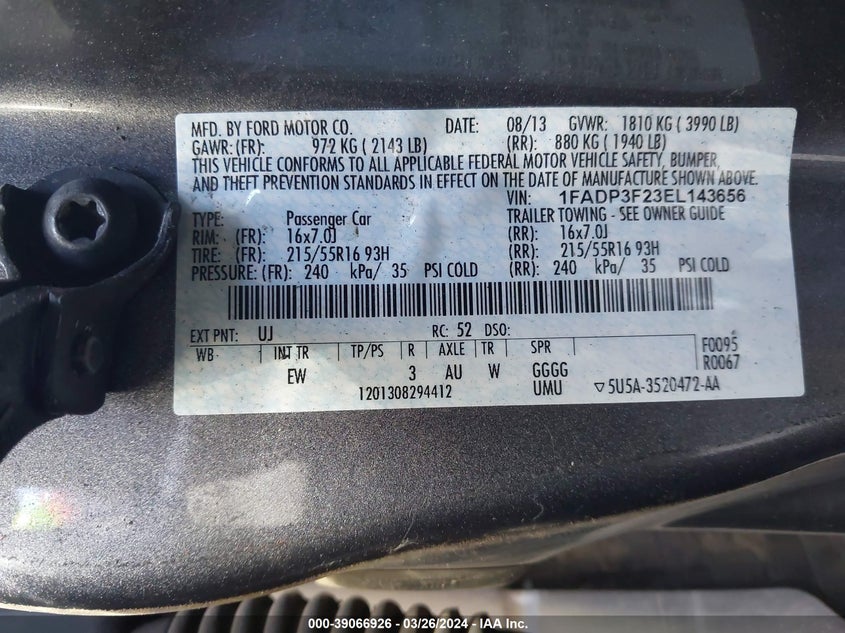 MFD. BY FORD MOTOR CO. DATE: 08/13 GVWR: 1810 KG ( 3990 LB)
GAWR: (FR): 972 KG ( 2143 LB) (RR): 880 KG ( 1940 LB)
THIS VEHICLE CONFORMS TO ALL APPLICABLE FEDERAL MOTOR VEHICLE SAFETY, BUMPER,
AND THEFT PREVENTION STANDARDS IN EFFECT ON THE DATE OF MANUFACTURE SHOWN ABOVE.
VIN: 1FADP3F23EL143656
TYPE: Passenger Car TRAILER TOWING - SEE OWNER GUIDE
RIM: (FR): 16x7.0J (RR): 16x7.0J
TIRE: (FR): 215/55R16 93H (RR): 215/55R16 93H
PRESSURE: (FR): 240 kPa/ 35 PSI COLD (RR): 240 kPa/ 35 PSI COLD
EXT PNT: UJ RC: 52 DSO:
WB INT TR TP/PS R AXLE TR SPR F0095
EW 3 AU W GGGG R0067
1201308294412 UMU ▽5U5A-3520472-AA
000-39066926 - 03/26/2024 - IAA Inc.